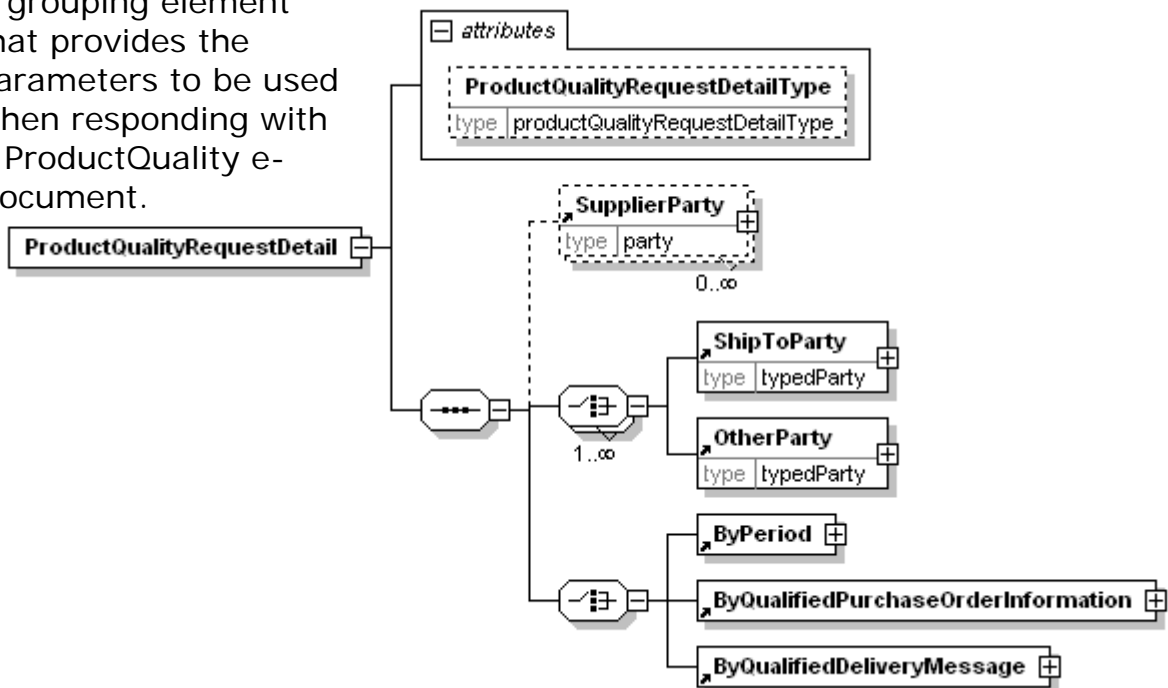 grouping element
hat provides the
arameters to be used
hen responding with
ProductQuality e-
ocument.
attributes
ProductQualityRequestDetailType
type productQualityRequestDetailType
SupplierParty
type party
0..∞
ProductQualityRequestDetail
ShipToParty
type typedParty
1..∞
OtherParty
type typedParty
ByPeriod
ByQualifiedPurchaseOrderInformation
ByQualifiedDeliveryMessage